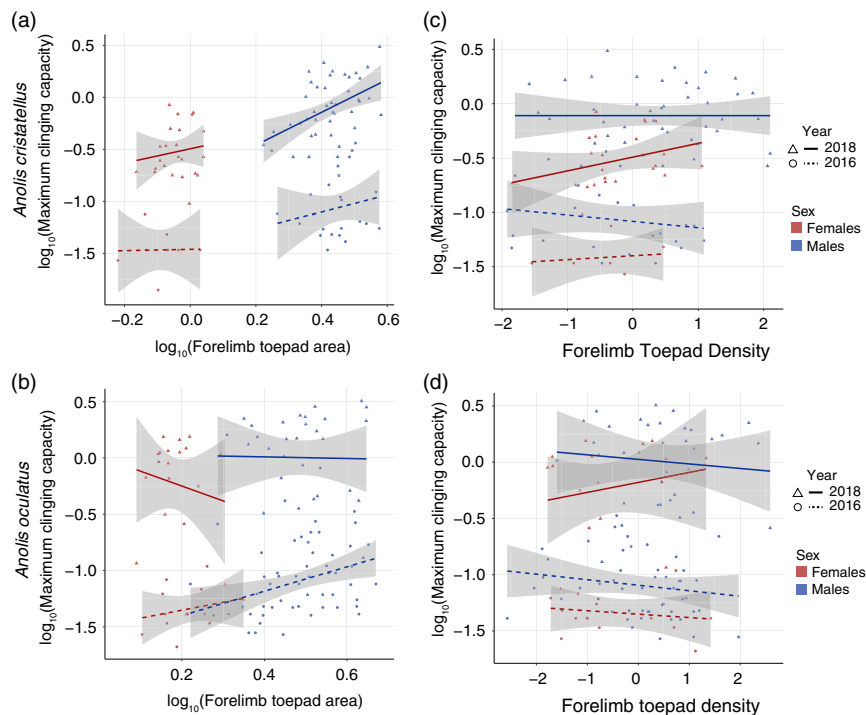 (a)
Anolis cristatellus
log10(Maximum clinging capacity)
0.5
0.0
−0.5
−1.0
−1.5
−0.2 0.0 0.2 0.4 0.6
log10(Forelimb toepad area)
(c)
log10(Maximum clinging capacity)
0.5
0.0
−0.5
−1.0
−1.5
−2 −1 0 1 2
Forelimb Toepad Density
Year
2018
2016
Sex
Females
Males
(b)
Anolis oculatus
log10(Maximum clinging capacity)
0.5
0.0
−0.5
−1.0
−1.5
0.2 0.4 0.6
log10(Forelimb toepad area)
(d)
log10(Maximum clinging capacity)
0.5
0.0
−0.5
−1.0
−1.5
−2 −1 0 1 2
Forelimb toepad density
Year
2018
2016
Sex
Females
Males